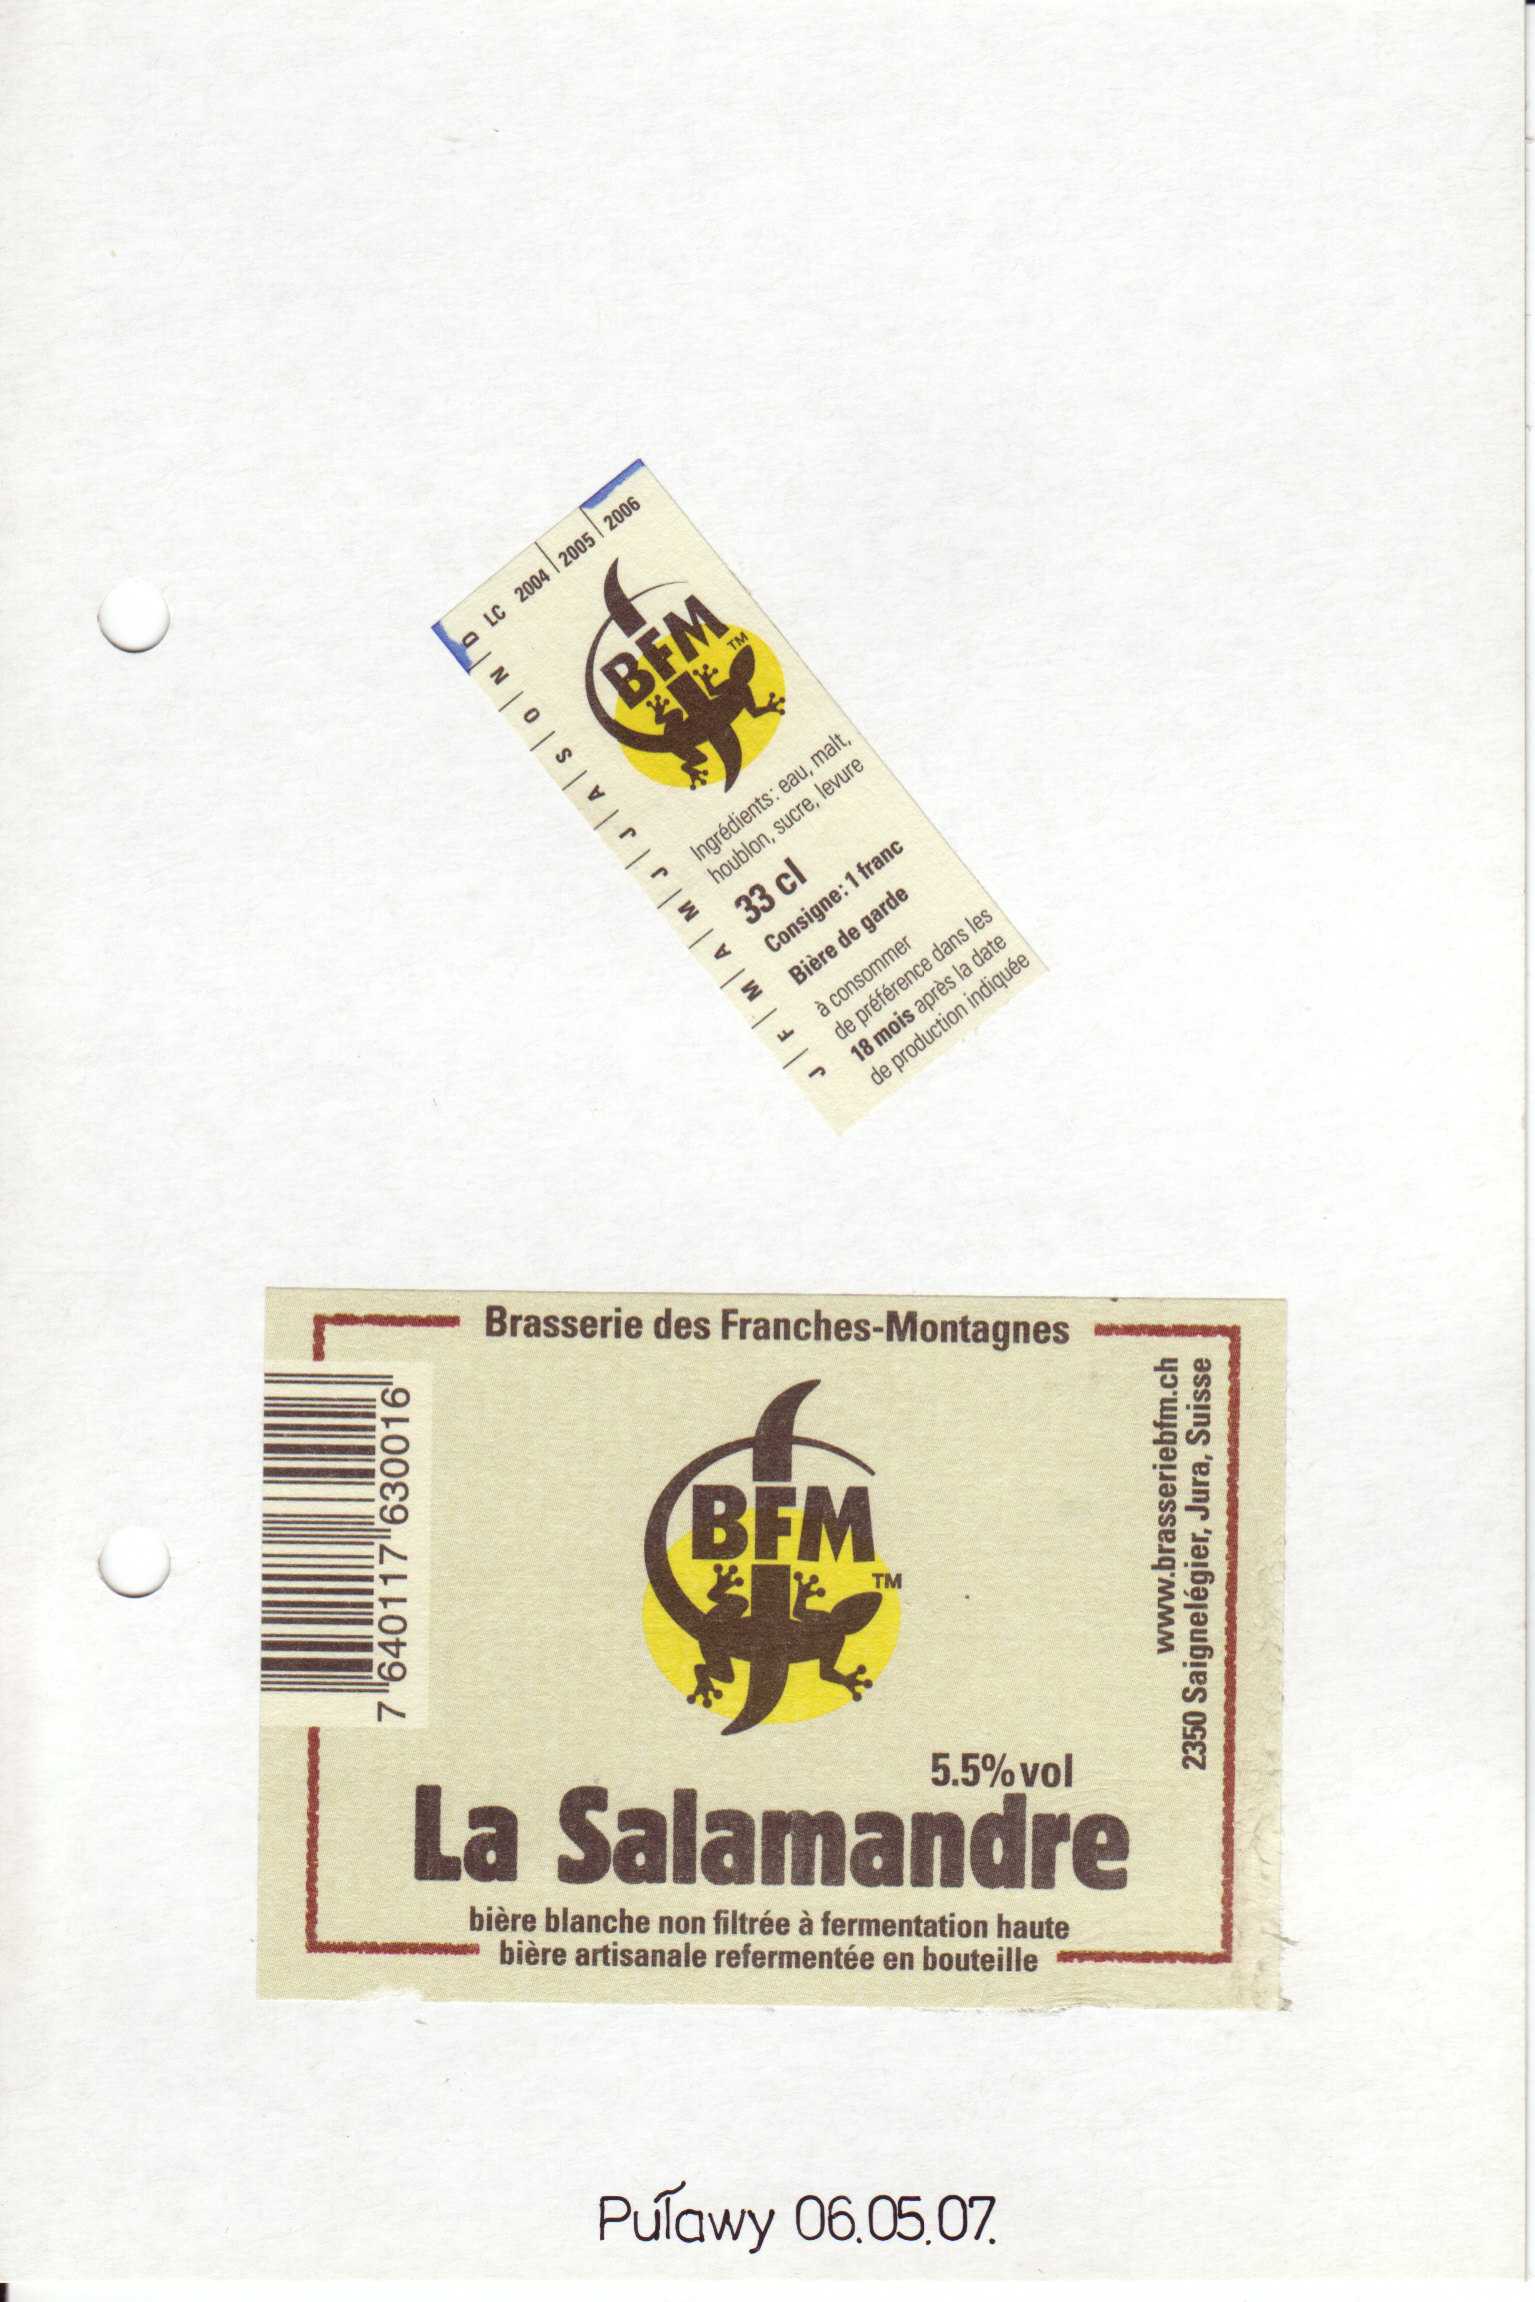 D LC 2004 2005 2006
N
O
S
A
J
J
M
A
M
F
J
BFM
TM
Ingrédients: eau, malt,
houblon, sucre, levure
33 cl
Consigne: 1 franc
Bière de garde
à consommer
de préférence dans les
18 mois après la date
de production indiquée
Brasserie des Franches-Montagnes
7 640117 630016
BFM
TM
www.brasseriebfm.ch
2350 Saignelégier, Jura, Suisse
5.5% vol
La Salamandre
bière blanche non filtrée à fermentation haute
bière artisanale refermentée en bouteille
Puławy 06.05.07.